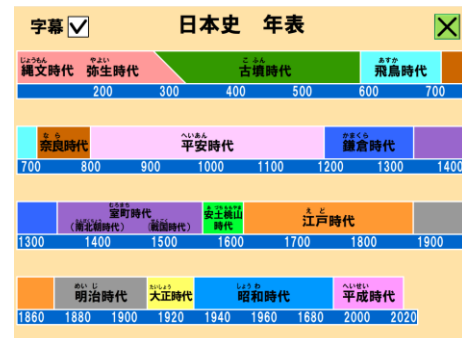 字幕 日本史 年表
じょうもん やよい こ ふん あすか
縄文時代 弥生時代 古墳時代 飛鳥時代
200 300 400 500 600 700
な ら へいあん かまくら
奈良時代 平安時代 鎌倉時代
700 800 900 1000 1100 1200 1300 1400
むろまち あ づちももやま え ど
室町時代 安土桃山 江戸時代
なんぼくちょう せんごく
(南北朝時代) (戦国時代) 時代
1300 1400 1500 1600 1700 1800 1900
めい じ たいしょう しょう わ へいせい
明治時代 大正時代 昭和時代 平成時代
1860 1880 1900 1920 1940 1960 1680 2000 2020